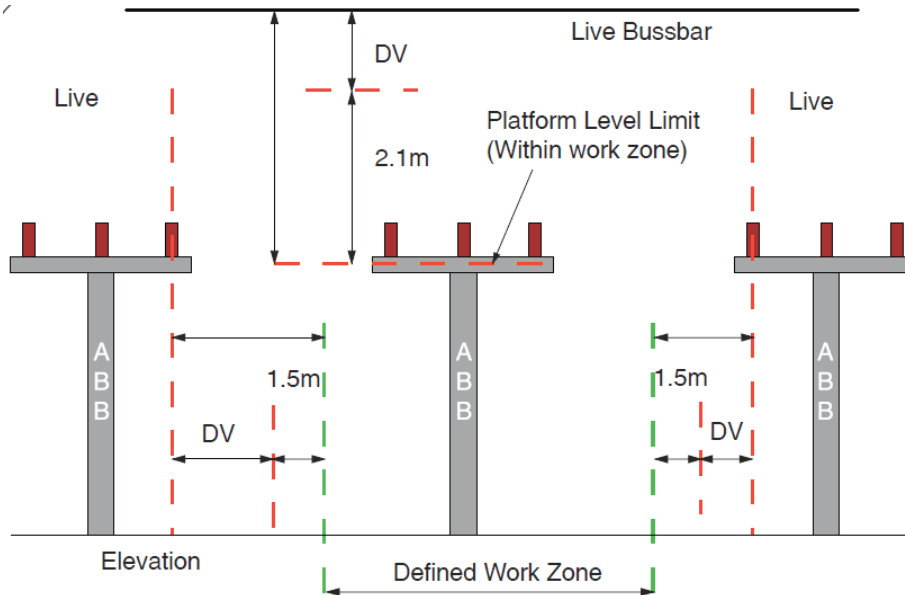 Live Bussbar
DV
Live
Live
Platform Level Limit
(Within work zone)
2.1m
A
B
B
A
B
B
A
B
B
1.5m
1.5m
DV
DV
Elevation
Defined Work Zone